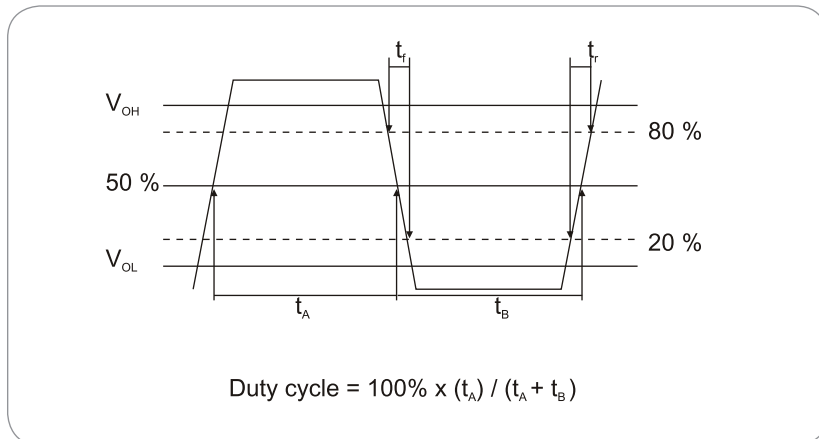 t_f t_r
V_OH
80 %
50 %
20 %
V_OL
t_A t_B
Duty cycle = 100% x (t_A) / (t_A + t_B)